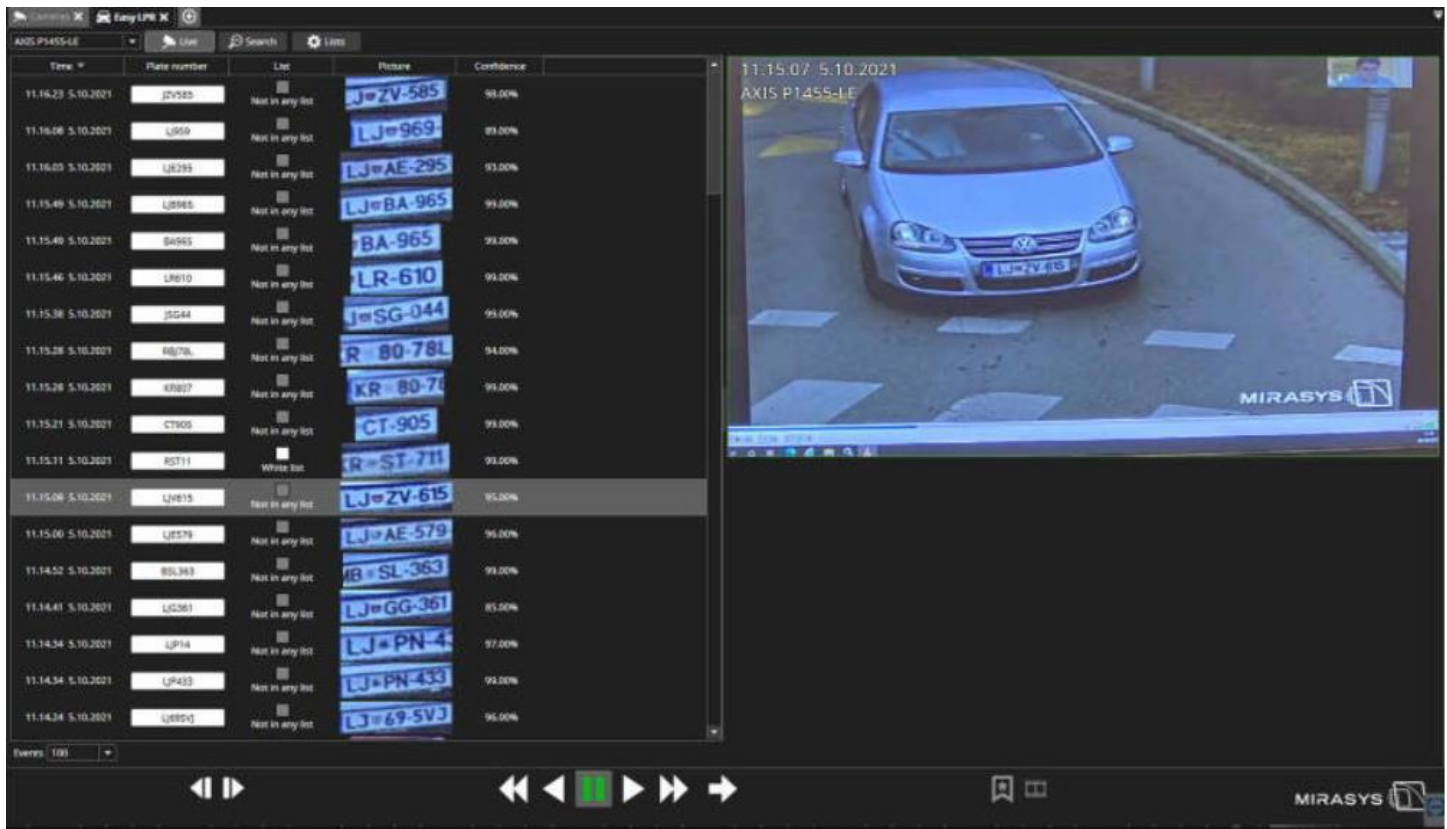 Cameras Easy LPR
AXIS P1455-LE Live Search Lists
Time Plate number List Picture Confidence
11.16.23 5.10.2021 JZV585 Not in any list J ZV-585 98.00%
11.16.08 5.10.2021 LJ959 Not in any list LJ 969- 89.00%
11.16.03 5.10.2021 LJE295 Not in any list LJ AE-295 93.00%
11.15.49 5.10.2021 LJB965 Not in any list LJ BA-965 99.00%
11.15.49 5.10.2021 BA965 Not in any list BA-965 99.00%
11.15.46 5.10.2021 LR610 Not in any list LR-610 99.00%
11.15.38 5.10.2021 JSG44 Not in any list J SG-044 99.00%
11.15.28 5.10.2021 RBJ78L Not in any list R 80-78L 94.00%
11.15.28 5.10.2021 KR807 Not in any list KR 80-78 99.00%
11.15.21 5.10.2021 CT905 Not in any list CT-905 99.00%
11.15.11 5.10.2021 RST11 White list KR ST-711 99.00%
11.15.08 5.10.2021 LJV615 Not in any list LJ ZV-615 95.00%
11.15.00 5.10.2021 LJE579 Not in any list LJ AE-579 96.00%
11.14.52 5.10.2021 BSL363 Not in any list MB SL-363 99.00%
11.14.41 5.10.2021 LJG361 Not in any list LJ GG-361 85.00%
11.14.34 5.10.2021 LJP14 Not in any list LJ PN-4 97.00%
11.14.34 5.10.2021 LJP433 Not in any list LJ PN-433 99.00%
11.14.24 5.10.2021 LJ695VJ Not in any list LJ 69-5VJ 96.00%
Events 100
11.15.07 5.10.2021
AXIS P1455-LE
LJ ZV-615
MIRASYS
MIRASYS